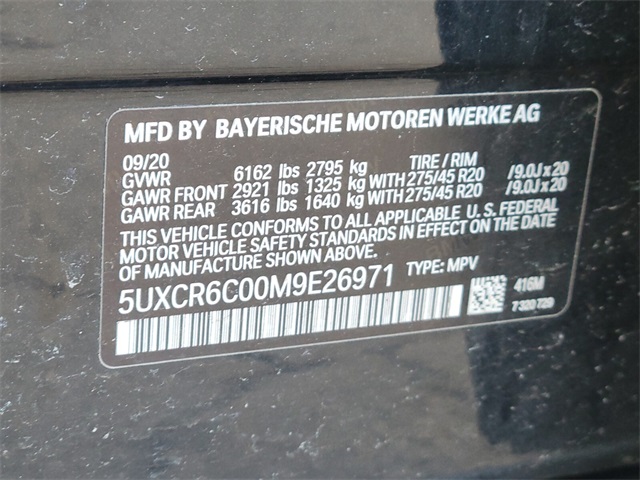 MFD BY BAYERISCHE MOTOREN WERKE AG
09/20 TIRE / RIM
GVWR 6162 lbs 2795 kg
GAWR FRONT 2921 lbs 1325 kg WITH 275/45 R20 /9.0J x 20
GAWR REAR 3616 lbs 1640 kg WITH 275/45 R20 /9.0J x 20
THIS VEHICLE CONFORMS TO ALL APPLICABLE U. S. FEDERAL
MOTOR VEHICLE SAFETY STANDARDS IN EFFECT ON THE DATE
OF MANUFACTURE SHOWN ABOVE.
5UXCR6C00M9E26971 TYPE: MPV
416M
7320729